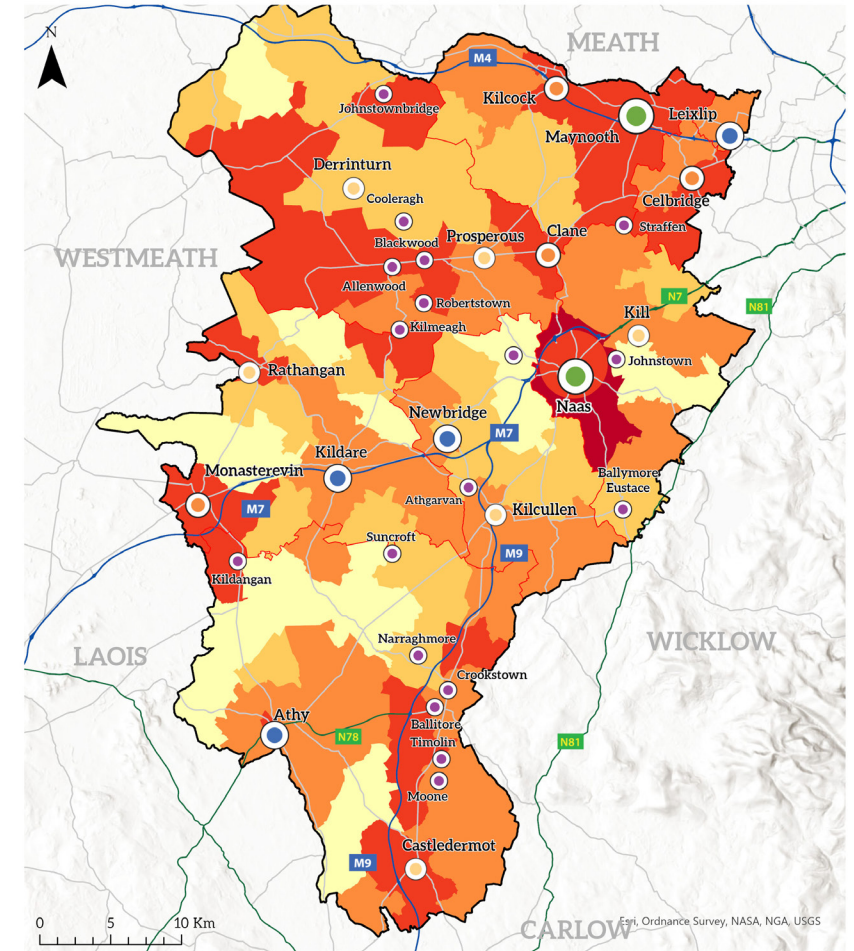 N
MEATH
M4
Kilcock
Johnstownbridge
Leixlip
Maynooth
Derrinturn
Cooleragh
Celbridge
Straffen
Blackwood
Prosperous
Clane
WESTMEATH
Allenwood
N7
Robertstown
N81
Kill
Kilmeagh
Johnstown
Rathangan
Naas
Newbridge
M7
Kildare
Monasterevin
Ballymore
Eustace
Athgarvan
M7
Kilcullen
Suncroft
M9
Kildangan
Narraghmore
WICKLOW
LAOIS
Crookstown
Athy
Ballitore
N78
Timolin
N81
Moone
Castledermot
M9
0 5 10 Km
CARLOW
Esri, Ordnance Survey, NASA, NGA, USGS